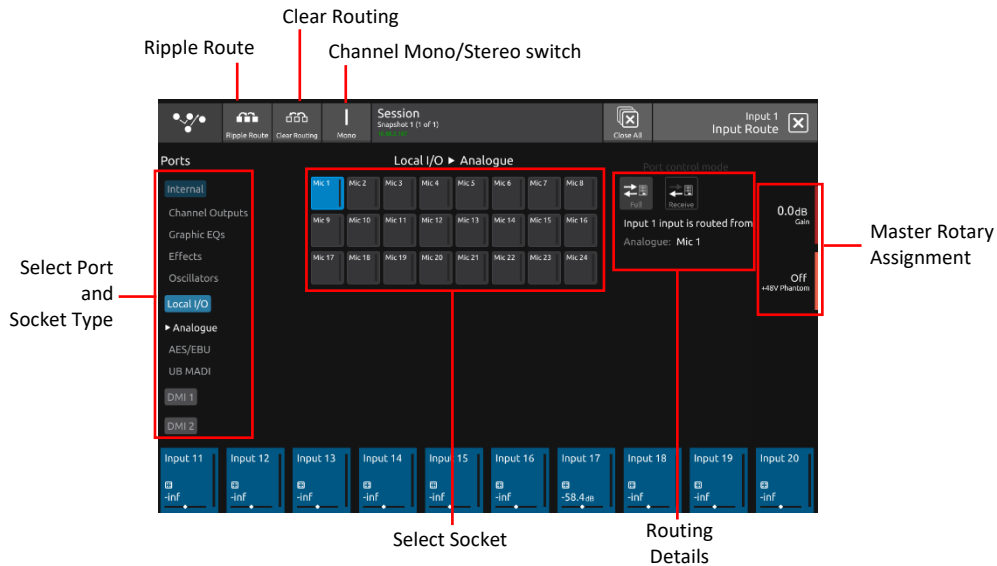 Clear Routing
Ripple Route
Channel Mono/Stereo switch
Ripple Route
Clear Routing
Mono
Session
Snapshot 1 (1 of 1)
Close All
Input 1
Input Route
Ports
Local I/O ▶ Analogue
Port control mode
Internal
Channel Outputs
Graphic EQs
Effects
Oscillators
Local I/O
▶ Analogue
AES/EBU
UB MADI
DMI 1
DMI 2
Mic 1 Mic 2 Mic 3 Mic 4 Mic 5 Mic 6 Mic 7 Mic 8
Mic 9 Mic 10 Mic 11 Mic 12 Mic 13 Mic 14 Mic 15 Mic 16
Mic 17 Mic 18 Mic 19 Mic 20 Mic 21 Mic 22 Mic 23 Mic 24
Full
Receive
Input 1 input is routed from
Analogue: Mic 1
0.0dB
Gain
Off
+48V Phantom
Select Port
and
Socket Type
Master Rotary
Assignment
Input 11 Input 12 Input 13 Input 14 Input 15 Input 16 Input 17 Input 18 Input 19 Input 20
-inf -inf -inf -inf -inf -inf -58.4dB -inf -inf -inf
Select Socket
Routing
Details